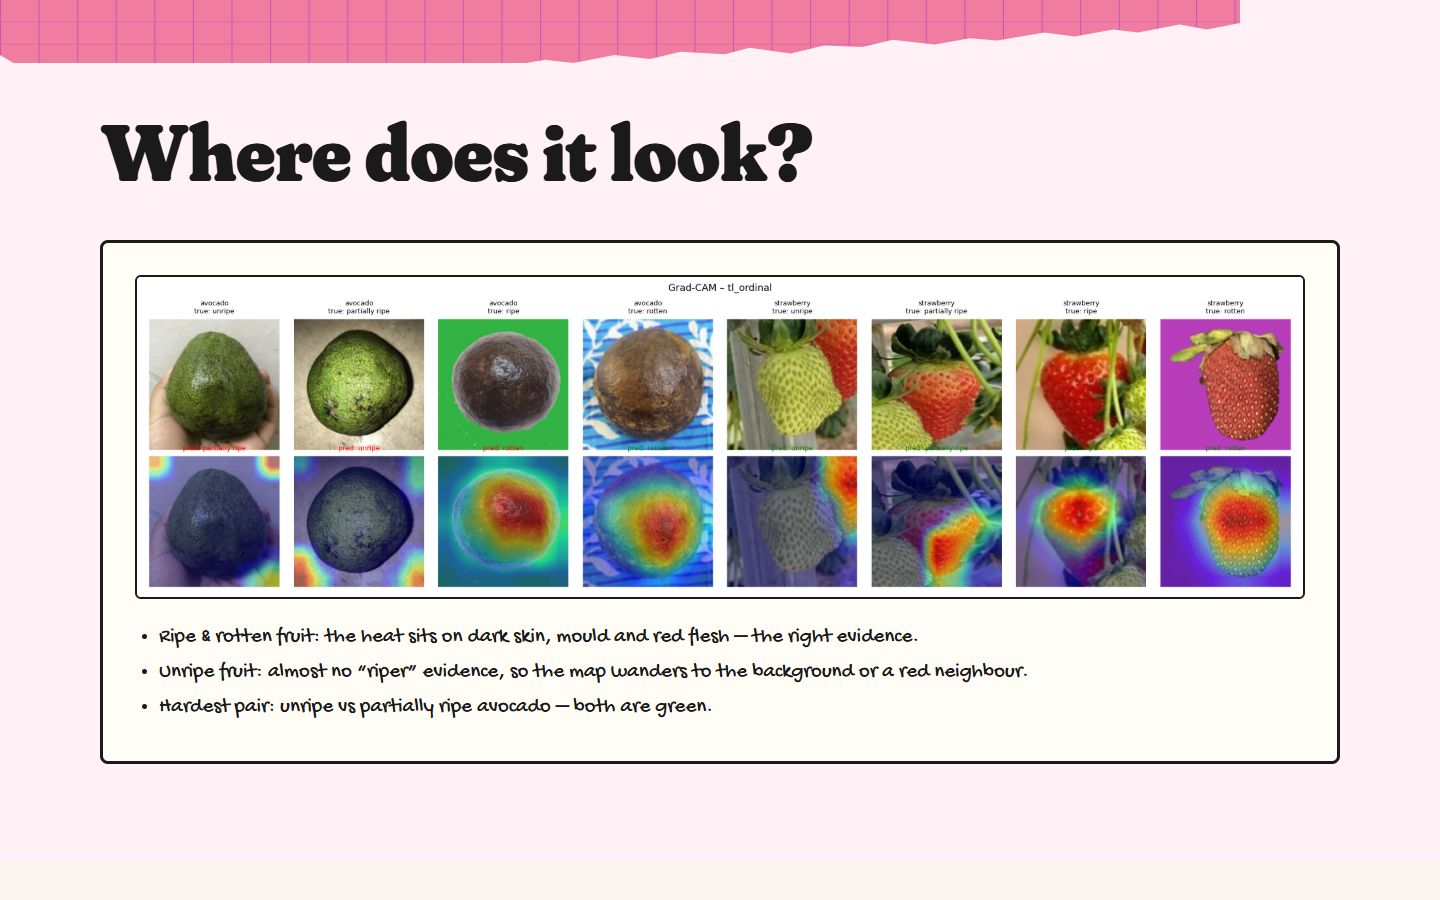 Where does it look?
Grad-CAM – tl_ordinal
avocado
true: unripe
avocado
true: partially ripe
avocado
true: ripe
avocado
true: rotten
strawberry
true: unripe
strawberry
true: partially ripe
strawberry
true: ripe
strawberry
true: rotten
pred: partially ripe
pred: unripe
pred: rotten
pred: rotten
pred: unripe
pred: partially ripe
pred: rotten
• Ripe & rotten fruit: the heat sits on dark skin, mould and red flesh — the right evidence.
• Unripe fruit: almost no “riper” evidence, so the map wanders to the background or a red neighbour.
• Hardest pair: unripe vs partially ripe avocado — both are green.